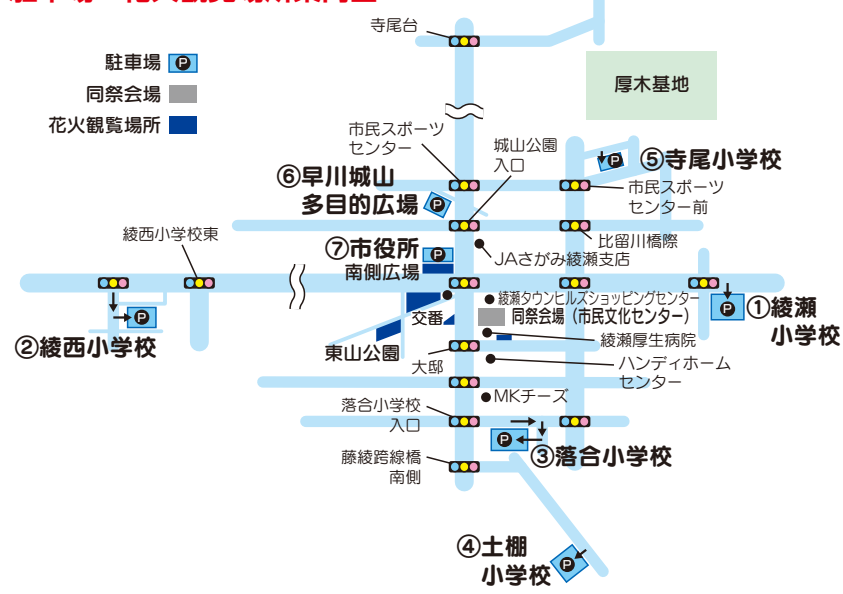 寺尾台
駐車場 P
同祭会場
花火観覧場所
厚木基地
市民スポーツ
センター
城山公園
入口
P
⑤寺尾小学校
⑥早川城山
多目的広場
P
市民スポーツ
センター前
綾西小学校東
⑦市役所
南側広場
P
比留川橋際
JAさがみ綾瀬支店
綾瀬タウンヒルズショッピングセンター
同祭会場(市民文化センター)
P
①綾瀬
小学校
P
②綾西小学校
交番
綾瀬厚生病院
東山公園
大邸
ハンディホーム
センター
MKチーズ
落合小学校
入口
P
③落合小学校
藤綾跨線橋
南側
④土棚
小学校
P